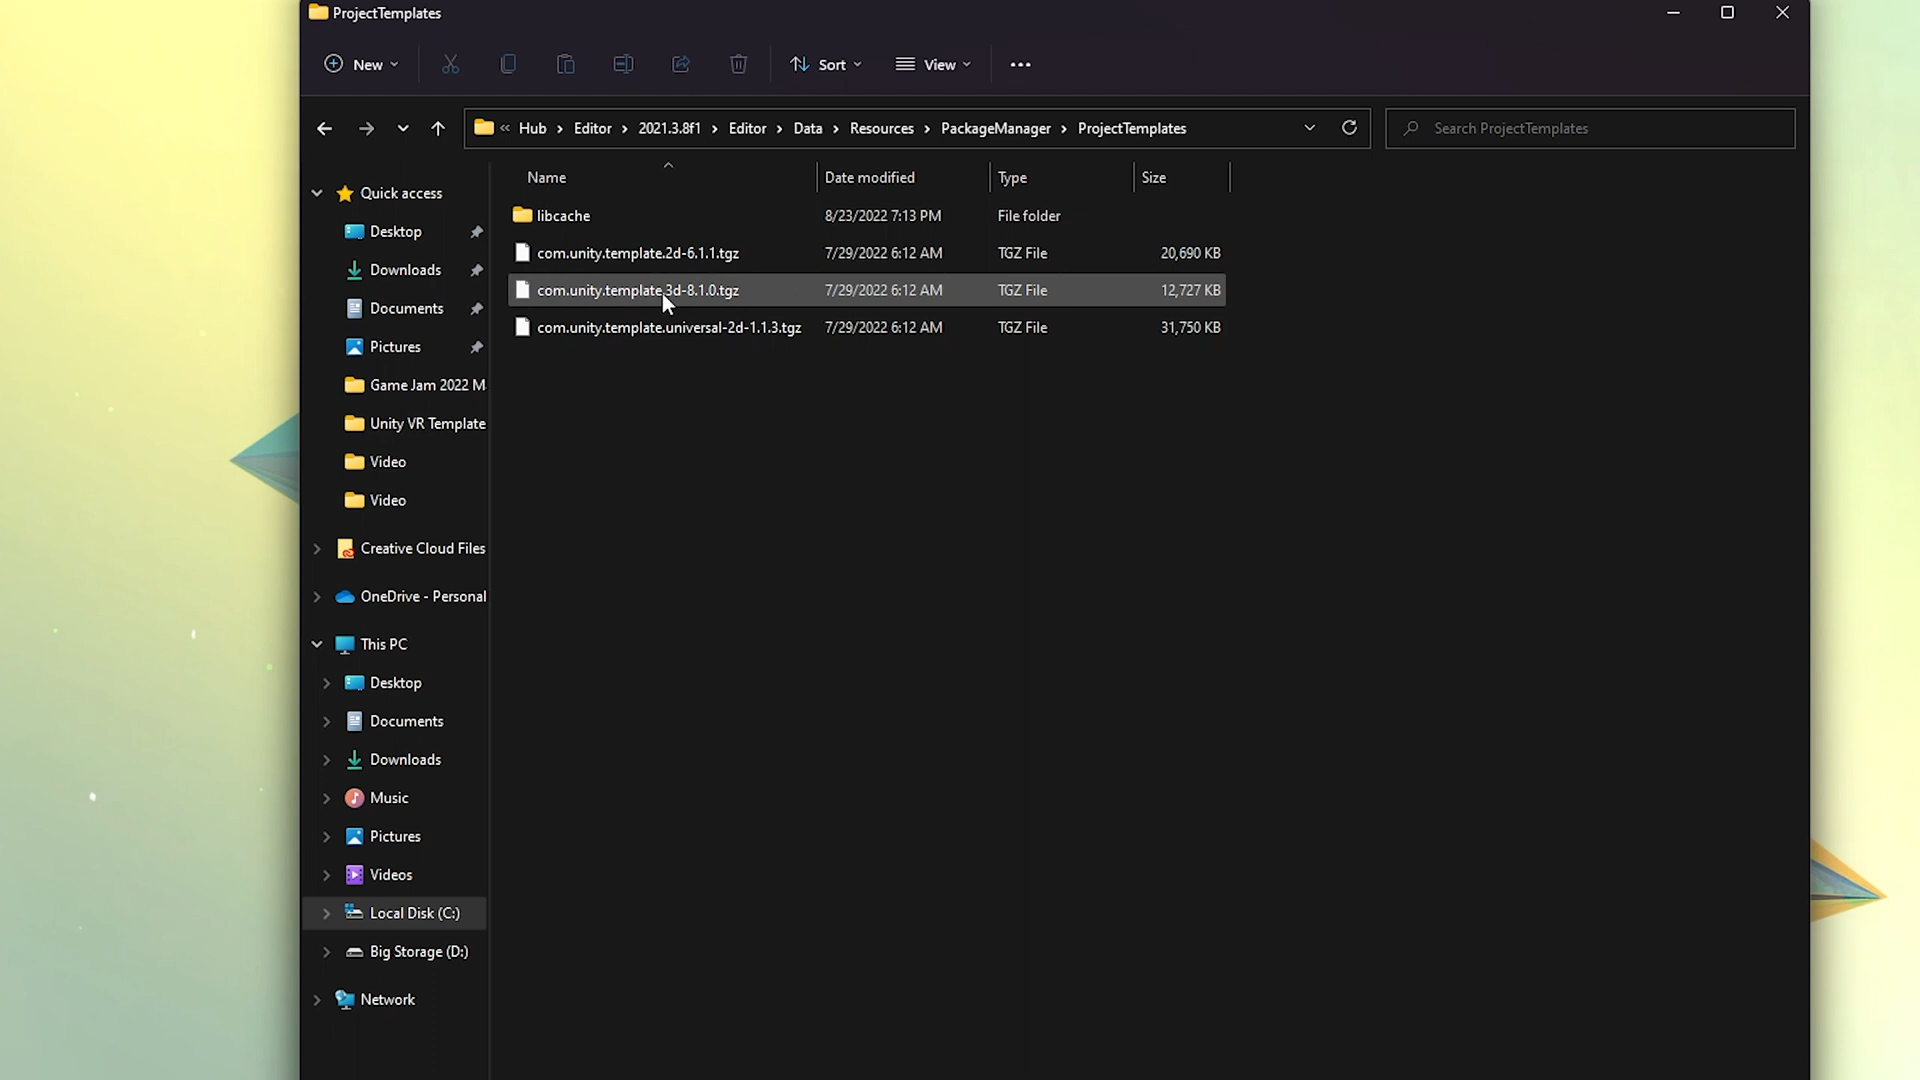 ProjectTemplates
New
Sort
View
« Hub > Editor > 2021.3.8f1 > Editor > Data > Resources > PackageManager > ProjectTemplates
Search ProjectTemplates
Name Date modified Type Size
libcache 8/23/2022 7:13 PM File folder
com.unity.template.2d-6.1.1.tgz 7/29/2022 6:12 AM TGZ File 20,690 KB
com.unity.template.3d-8.1.0.tgz 7/29/2022 6:12 AM TGZ File 12,727 KB
com.unity.template.universal-2d-1.1.3.tgz 7/29/2022 6:12 AM TGZ File 31,750 KB
Quick access
Desktop
Downloads
Documents
Pictures
Game Jam 2022 M
Unity VR Template
Video
Video
Creative Cloud Files
OneDrive - Personal
This PC
Desktop
Documents
Downloads
Music
Pictures
Videos
Local Disk (C:)
Big Storage (D:)
Network